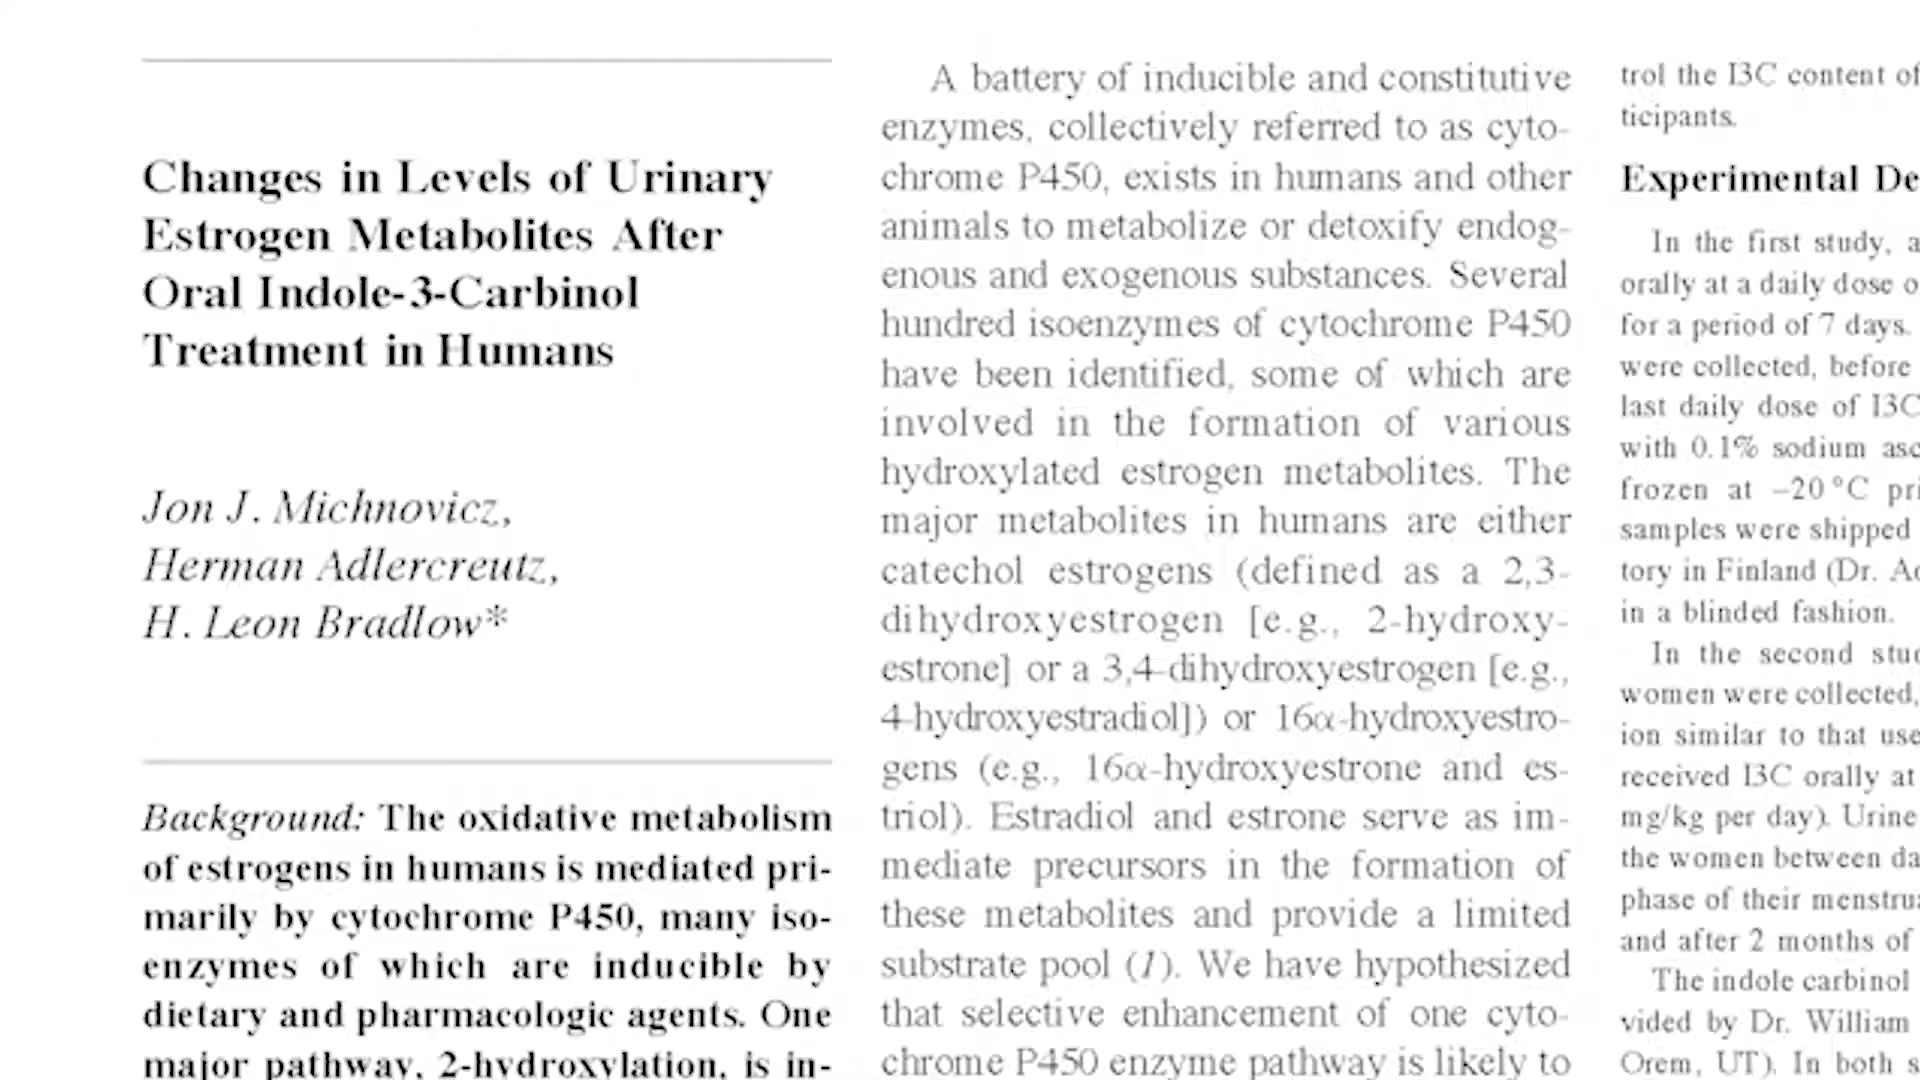 Changes in Levels of Urinary
Estrogen Metabolites After
Oral Indole-3-Carbinol
Treatment in Humans
Jon J. Michnovicz,
Herman Adlercreutz,
H. Leon Bradlow*
Background: The oxidative metabolism
of estrogens in humans is mediated pri-
marily by cytochrome P450, many iso-
enzymes of which are inducible by
dietary and pharmacologic agents. One
major pathway, 2-hydroxylation, is in-
A battery of inducible and constitutive
enzymes, collectively referred to as cyto-
chrome P450, exists in humans and other
animals to metabolize or detoxify endog-
enous and exogenous substances. Several
hundred isoenzymes of cytochrome P450
have been identified, some of which are
involved in the formation of various
hydroxylated estrogen metabolites. The
major metabolites in humans are either
catechol estrogens (defined as a 2,3-
dihydroxyestrogen [e.g., 2-hydroxy-
estrone] or a 3,4-dihydroxyestrogen [e.g.,
4-hydroxyestradiol]) or 16α-hydroxyestro-
gens (e.g., 16α-hydroxyestrone and es-
triol). Estradiol and estrone serve as im-
mediate precursors in the formation of
these metabolites and provide a limited
substrate pool (1). We have hypothesized
that selective enhancement of one cyto-
chrome P450 enzyme pathway is likely to
trol the I3C content of
ticipants.
Experimental De
In the first study, a
orally at a daily dose o
for a period of 7 days.
were collected, before
last daily dose of I3C
with 0.1% sodium asc
frozen at −20 °C pri
samples were shipped
tory in Finland (Dr. Ad
in a blinded fashion.
In the second stud
women were collected,
ion similar to that use
received I3C orally at
mg/kg per day). Urine
the women between da
phase of their menstrua
and after 2 months of
The indole carbinol
vided by Dr. William
Orem, UT). In both s